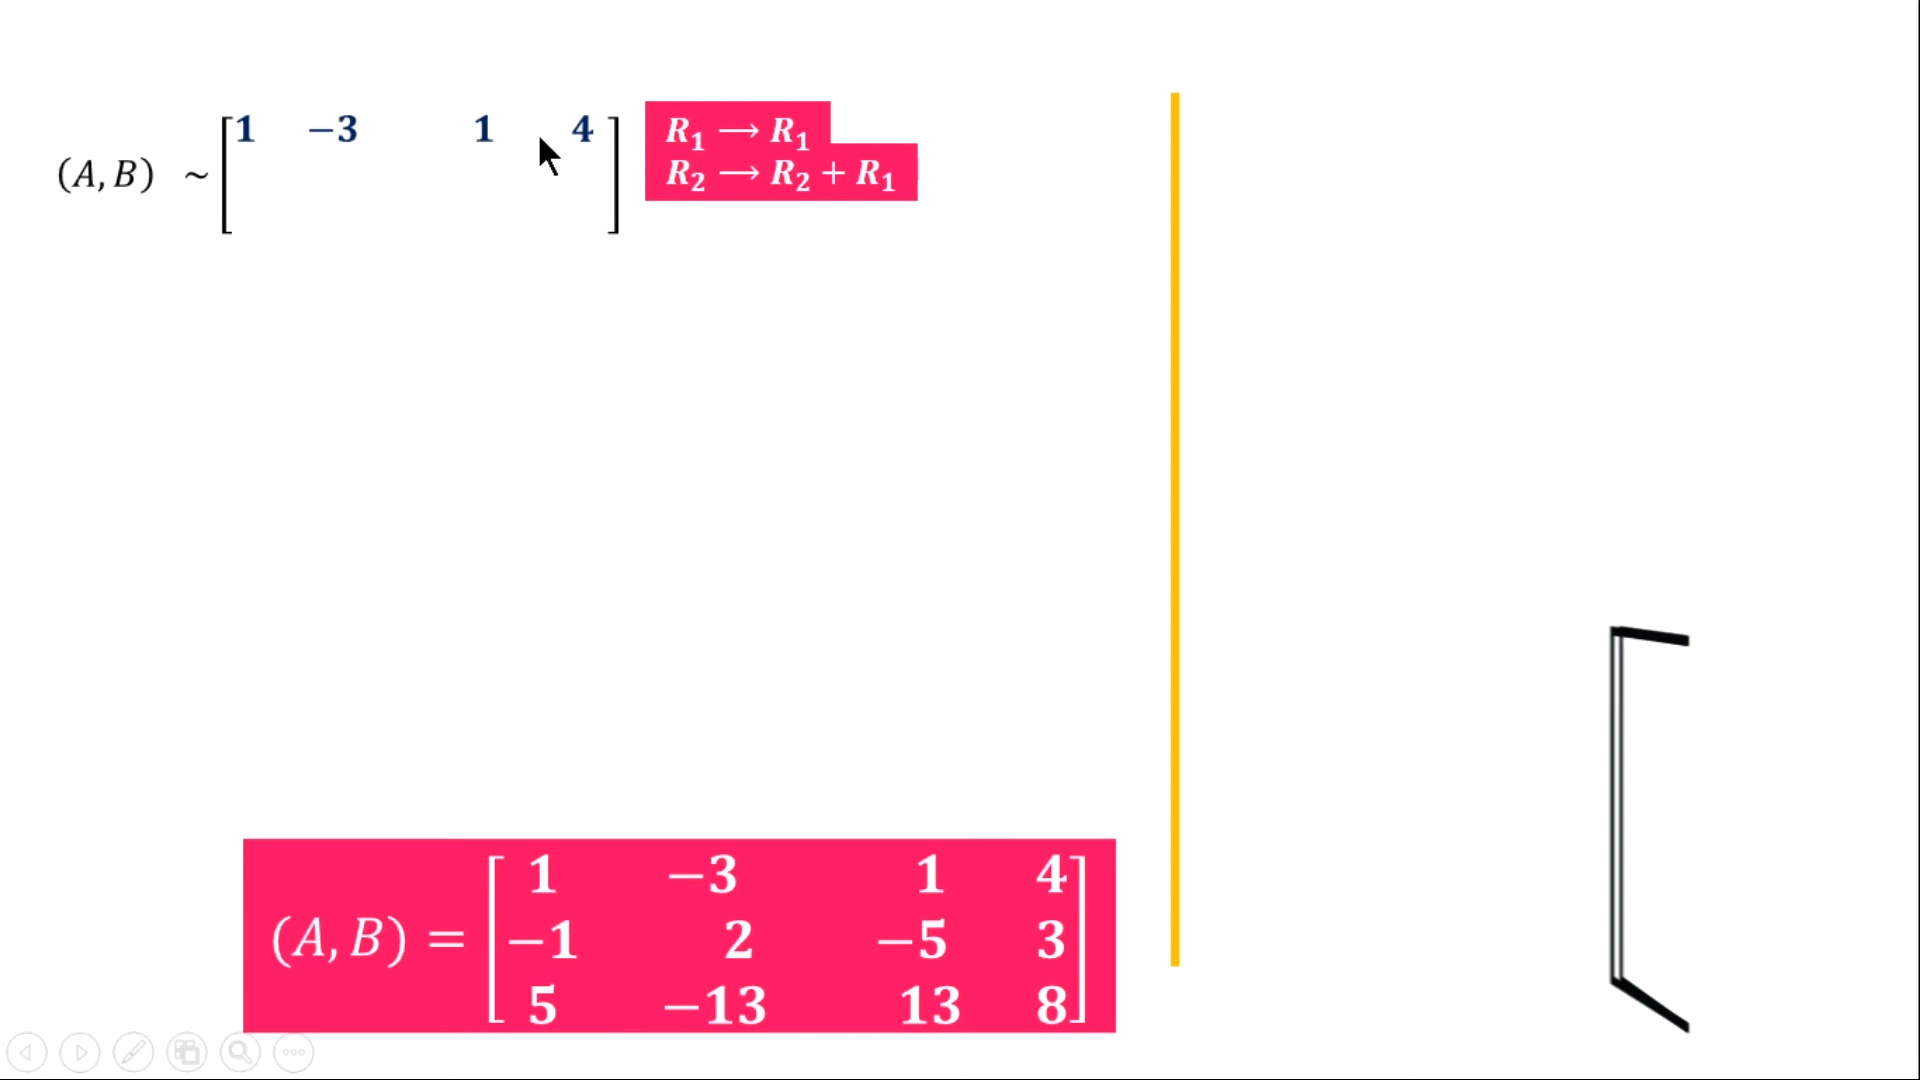 (A, B) ~ [1 −3 1 4] R₁ ⟶ R₁
R₂ ⟶ R₂ + R₁
(A, B) = [1 −3 1 4
−1 2 −5 3
5 −13 13 8]